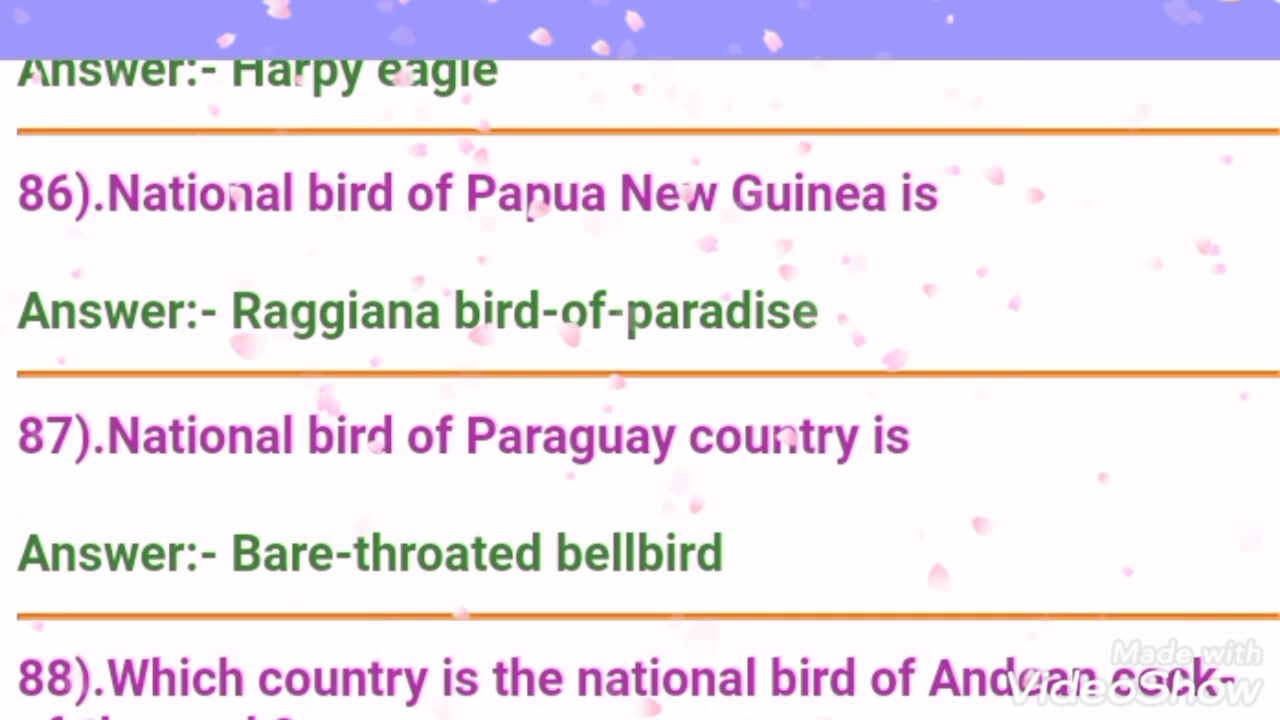 Answer:- Harpy eagle
86).National bird of Papua New Guinea is
Answer:- Raggiana bird-of-paradise
87).National bird of Paraguay country is
Answer:- Bare-throated bellbird
88).Which country is the national bird of Andean cock-
Made with
VideoShow